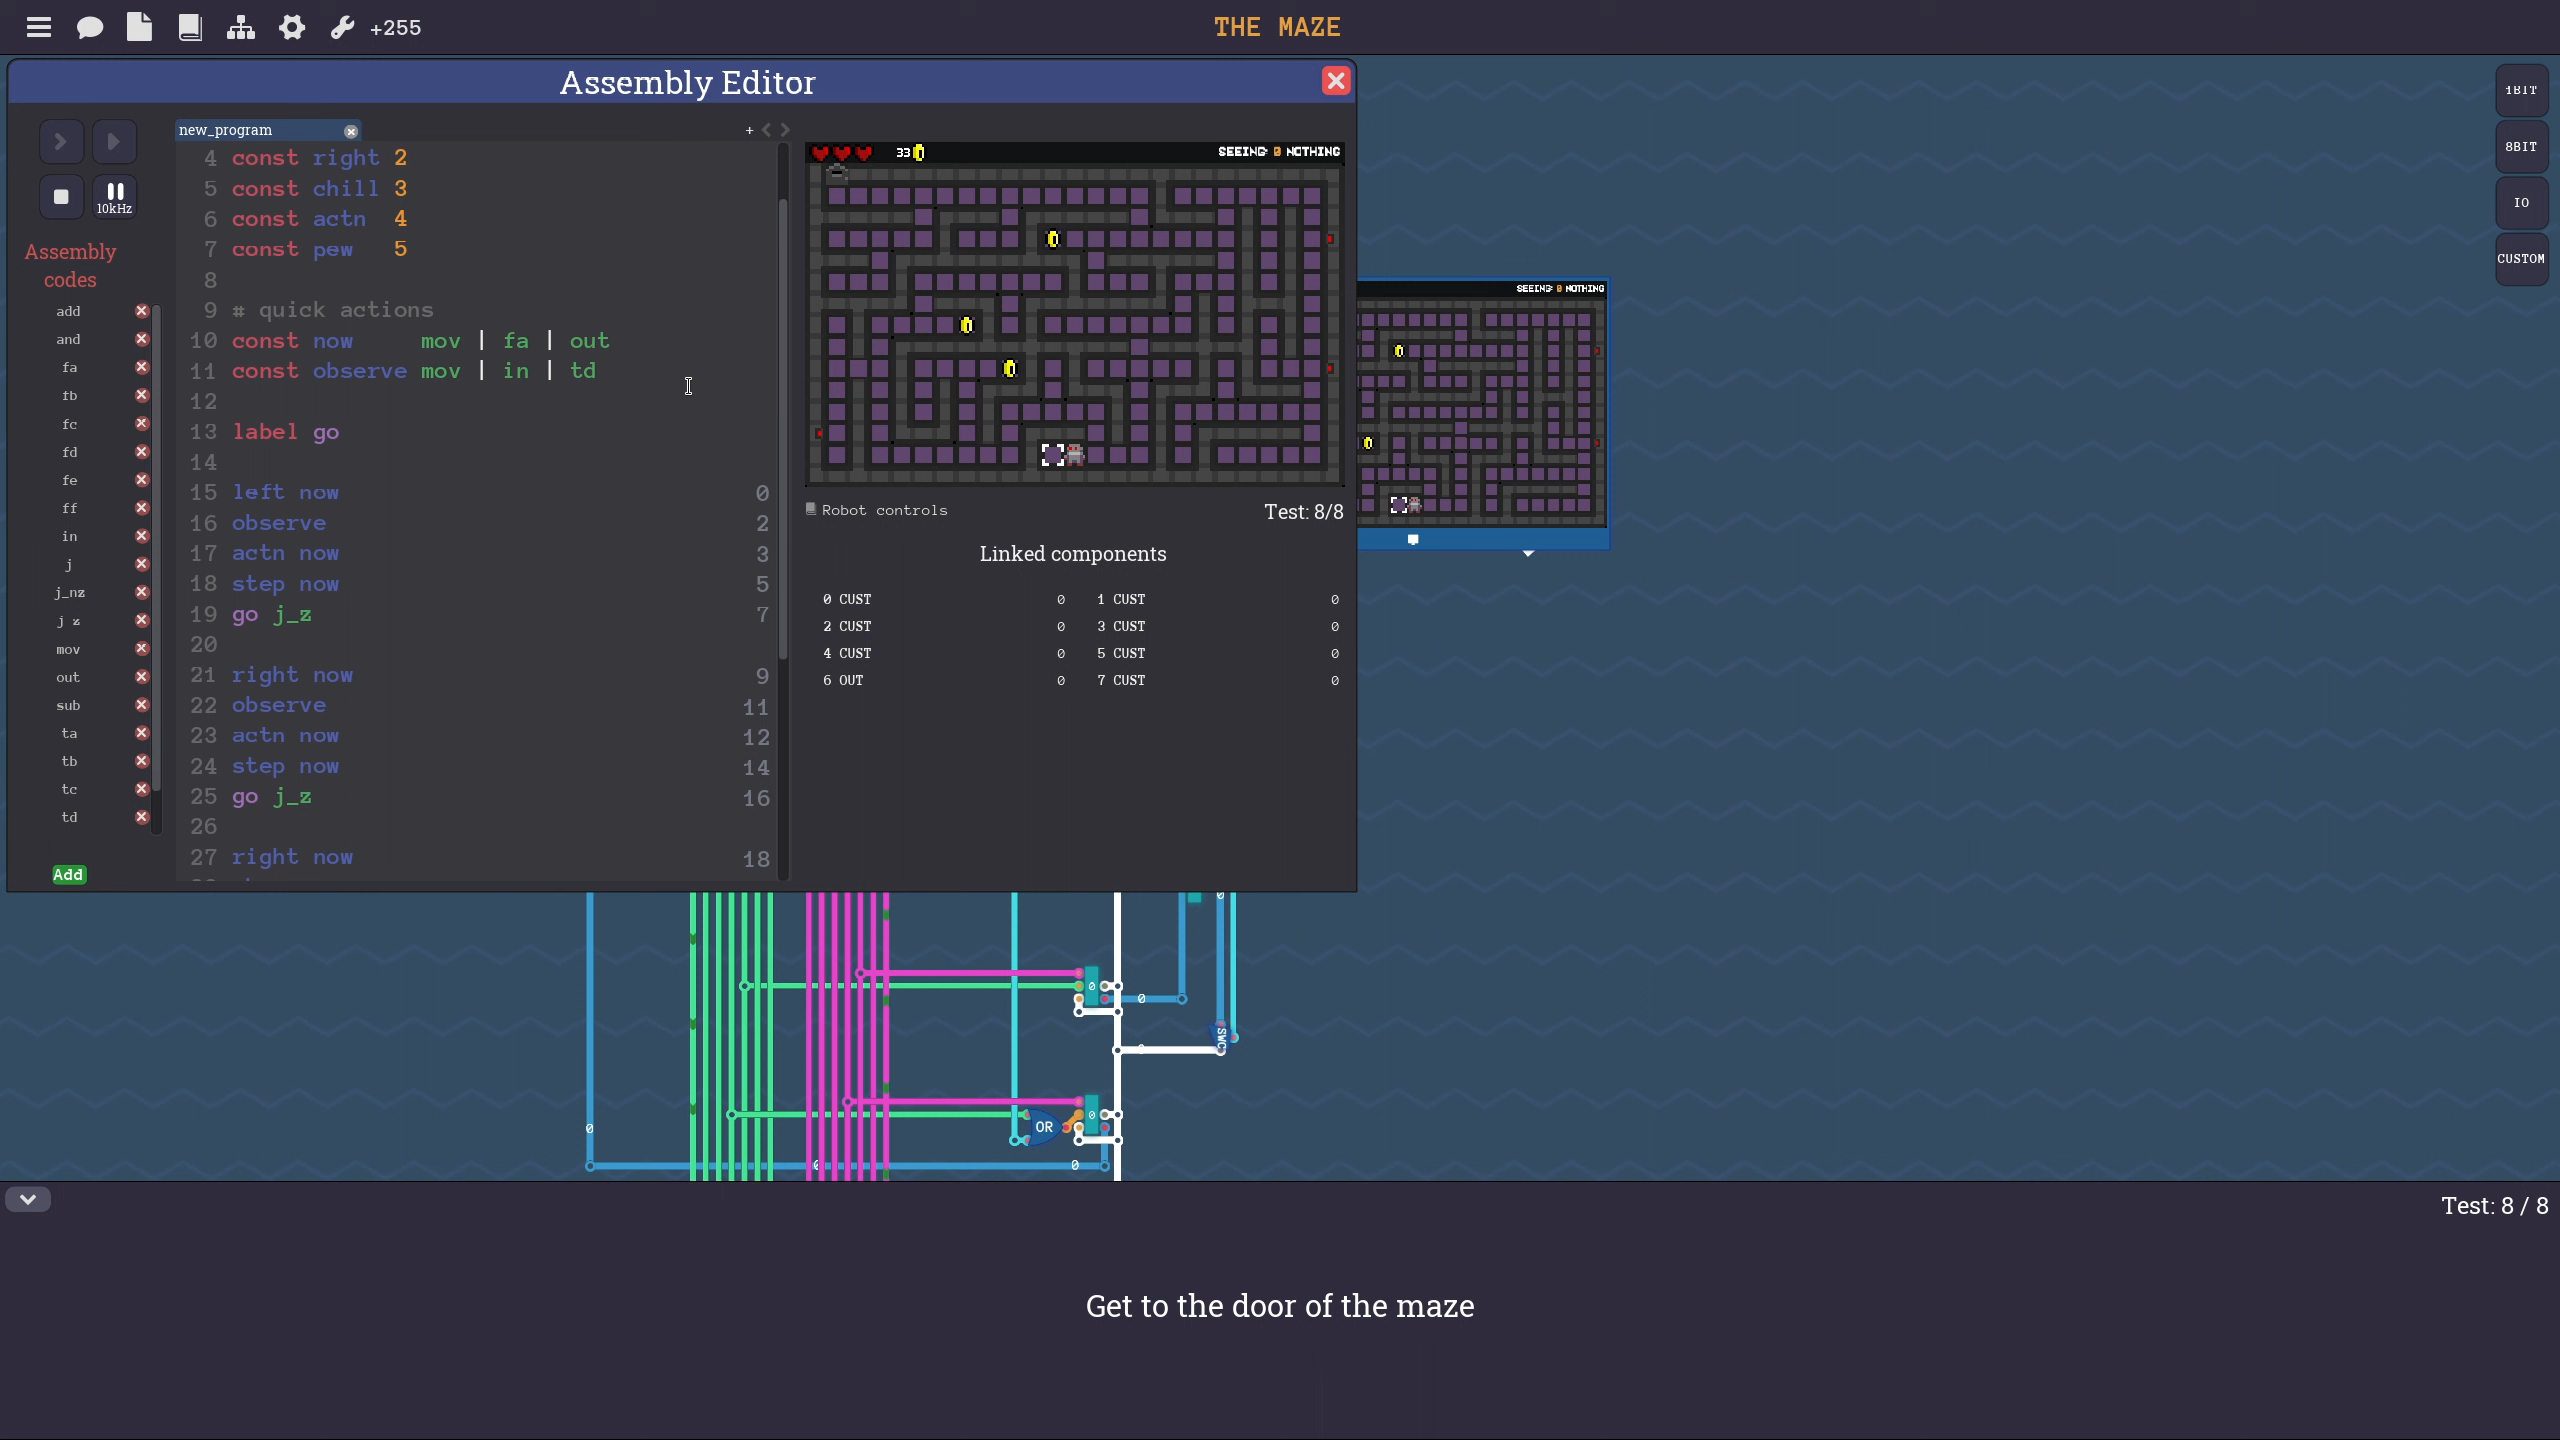 +255
THE MAZE
Assembly Editor
new_program
+
10kHz
Assembly
codes
add
and
fa
fb
fc
fd
fe
ff
in
j
j_nz
j z
mov
out
sub
ta
tb
tc
td
Add
4 const right 2
5 const chill 3
6 const actn 4
7 const pew 5
8
9 # quick actions
10 const now mov | fa | out
11 const observe mov | in | td
12
13 label go
14
15 left now 0
16 observe 2
17 actn now 3
18 step now 5
19 go j_z 7
20
21 right now 9
22 observe 11
23 actn now 12
24 step now 14
25 go j_z 16
26
27 right now 18
33
SEEING: 0 NOTHING
Robot controls
Test: 8/8
Linked components
0 CUST 0 1 CUST 0
2 CUST 0 3 CUST 0
4 CUST 0 5 CUST 0
6 OUT 0 7 CUST 0
SEEING: 0 NOTHING
1BIT
8BIT
IO
CUSTOM
0
0
0
SWC
0
OR
0
0
0
Test: 8 / 8
Get to the door of the maze